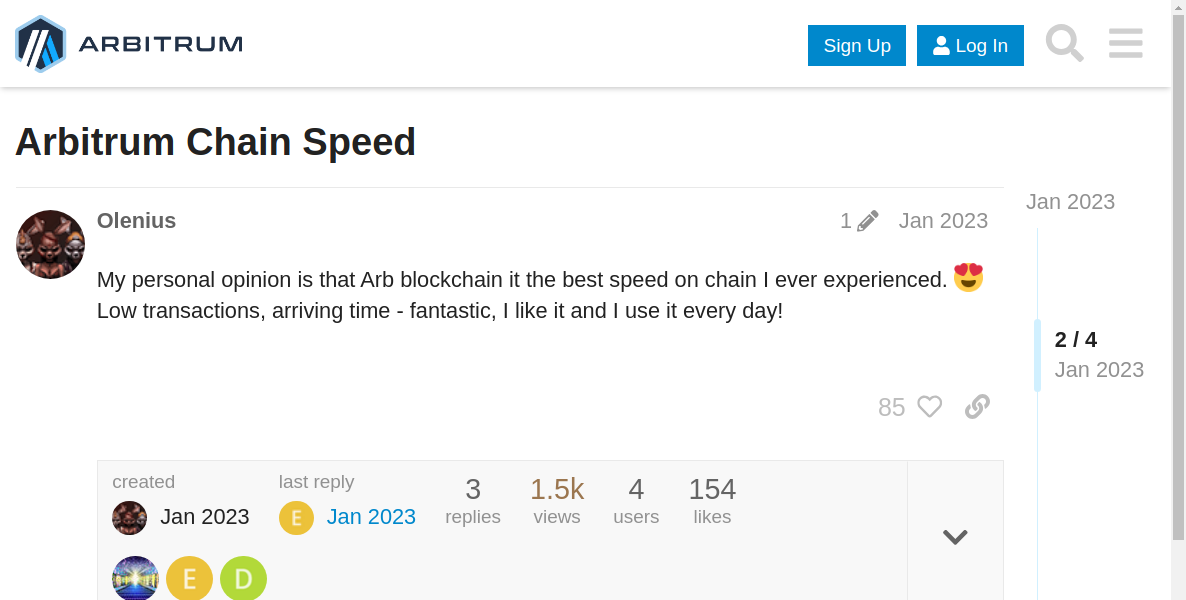 ARBITRUM
Sign Up
Log In
Arbitrum Chain Speed
Jan 2023
Olenius
1
Jan 2023
My personal opinion is that Arb blockchain it the best speed on chain I ever experienced. 😍
Low transactions, arriving time - fantastic, I like it and I use it every day!
2 / 4
Jan 2023
85
created
last reply
3
1.5k
4
154
Jan 2023
E
Jan 2023
replies
views
users
likes
E
D